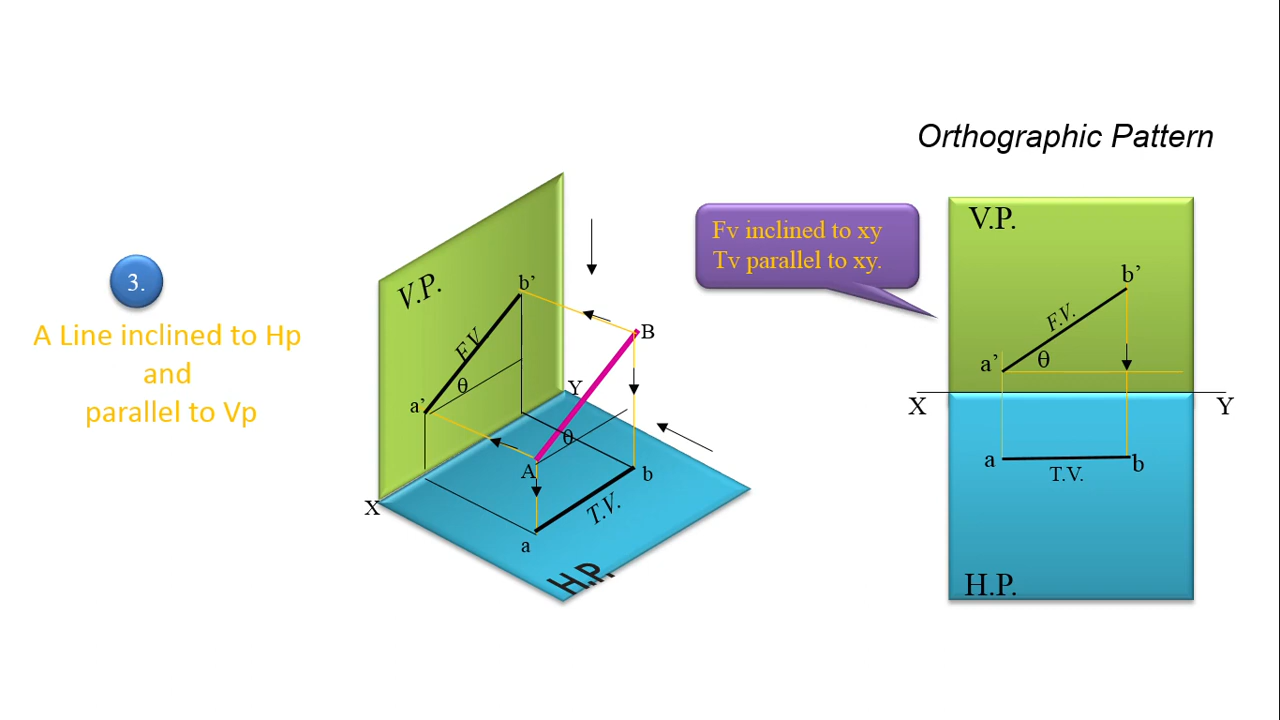 Orthographic Pattern
3.
A Line inclined to Hp
and
parallel to Vp
V.P.
b’
F.V.
θ
a’
B
Y
θ
A
X
b
T.V.
a
H.P.
Fv inclined to xy
Tv parallel to xy.
V.P.
b’
F.V.
a’
θ
X
Y
a
b
T.V.
H.P.